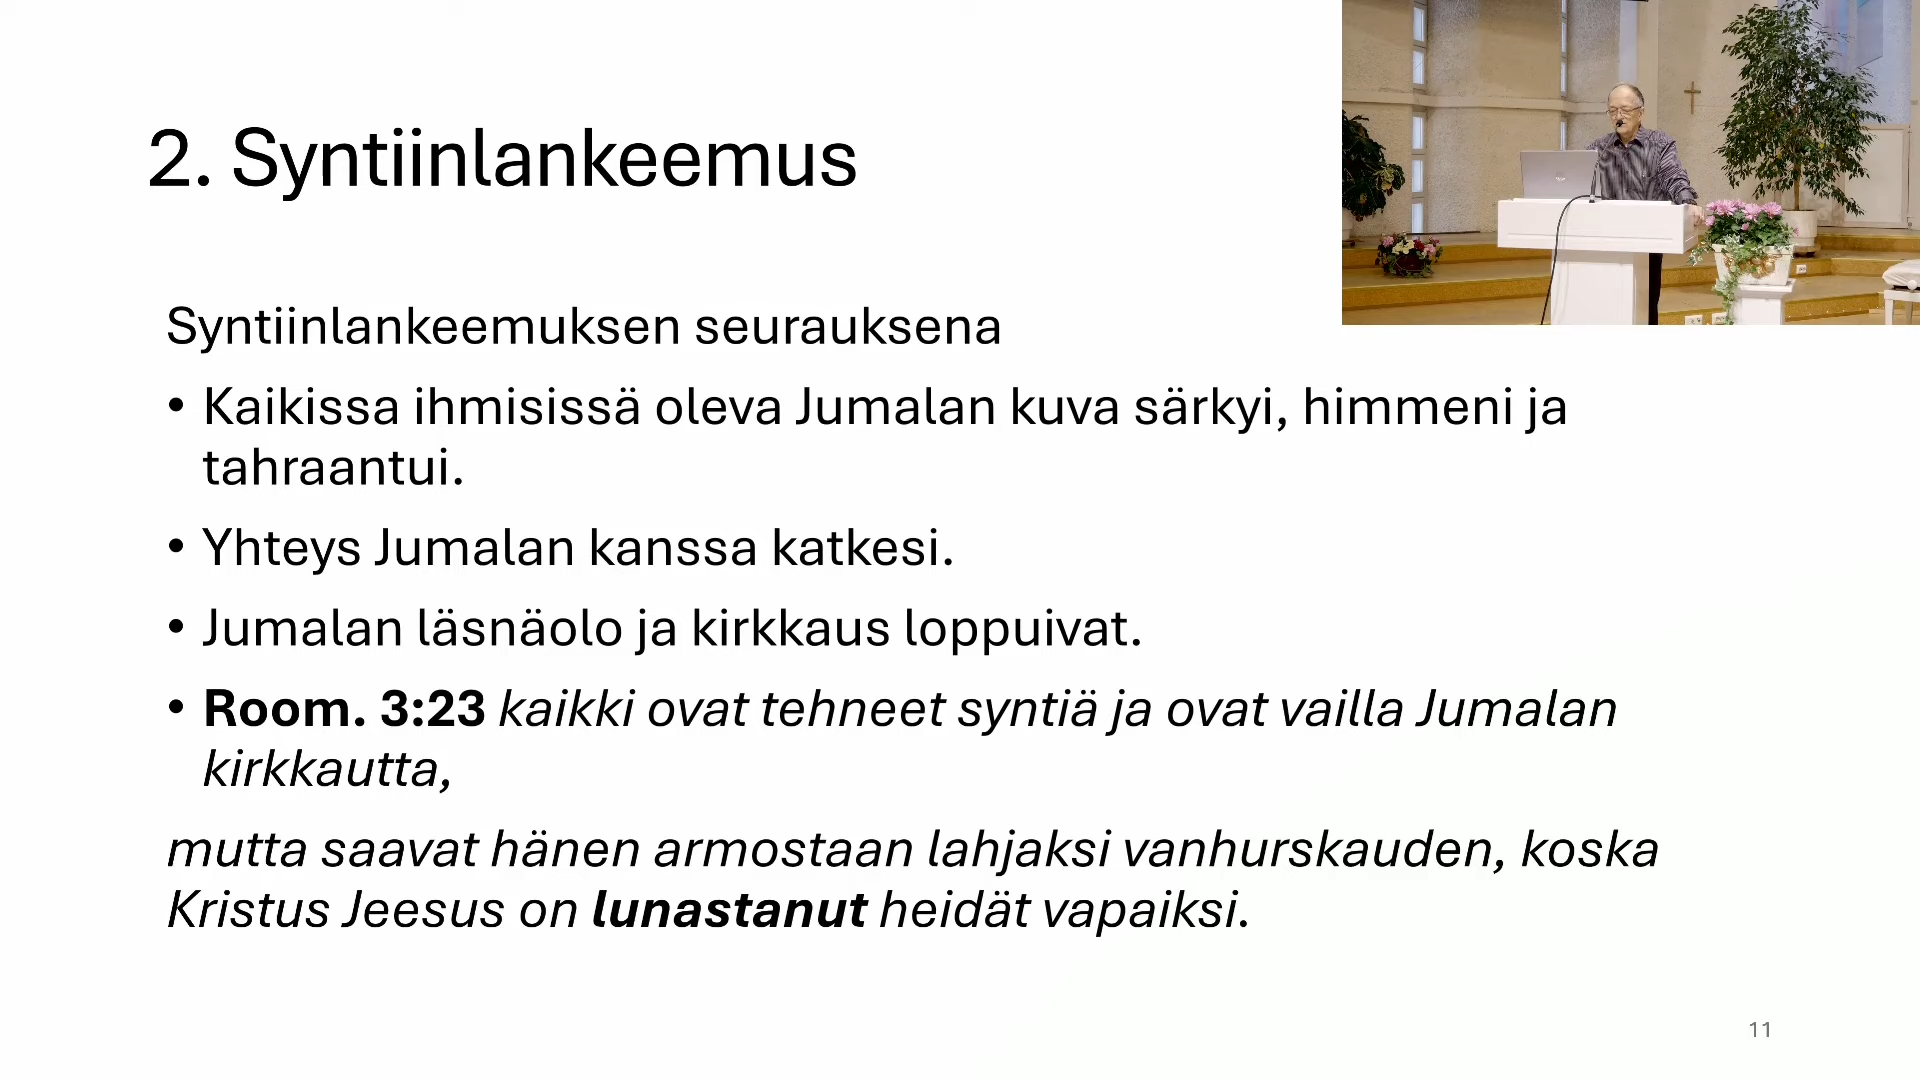 2. Syntiinlankeemus
Syntiinlankeemuksen seurauksena
• Kaikissa ihmisissä oleva Jumalan kuva särkyi, himmeni ja
tahraantui.
• Yhteys Jumalan kanssa katkesi.
• Jumalan läsnäolo ja kirkkaus loppuivat.
• Room. 3:23 kaikki ovat tehneet syntiä ja ovat vailla Jumalan
kirkkautta,
mutta saavat hänen armostaan lahjaksi vanhurskauden, koska
Kristus Jeesus on lunastanut heidät vapaiksi.
11